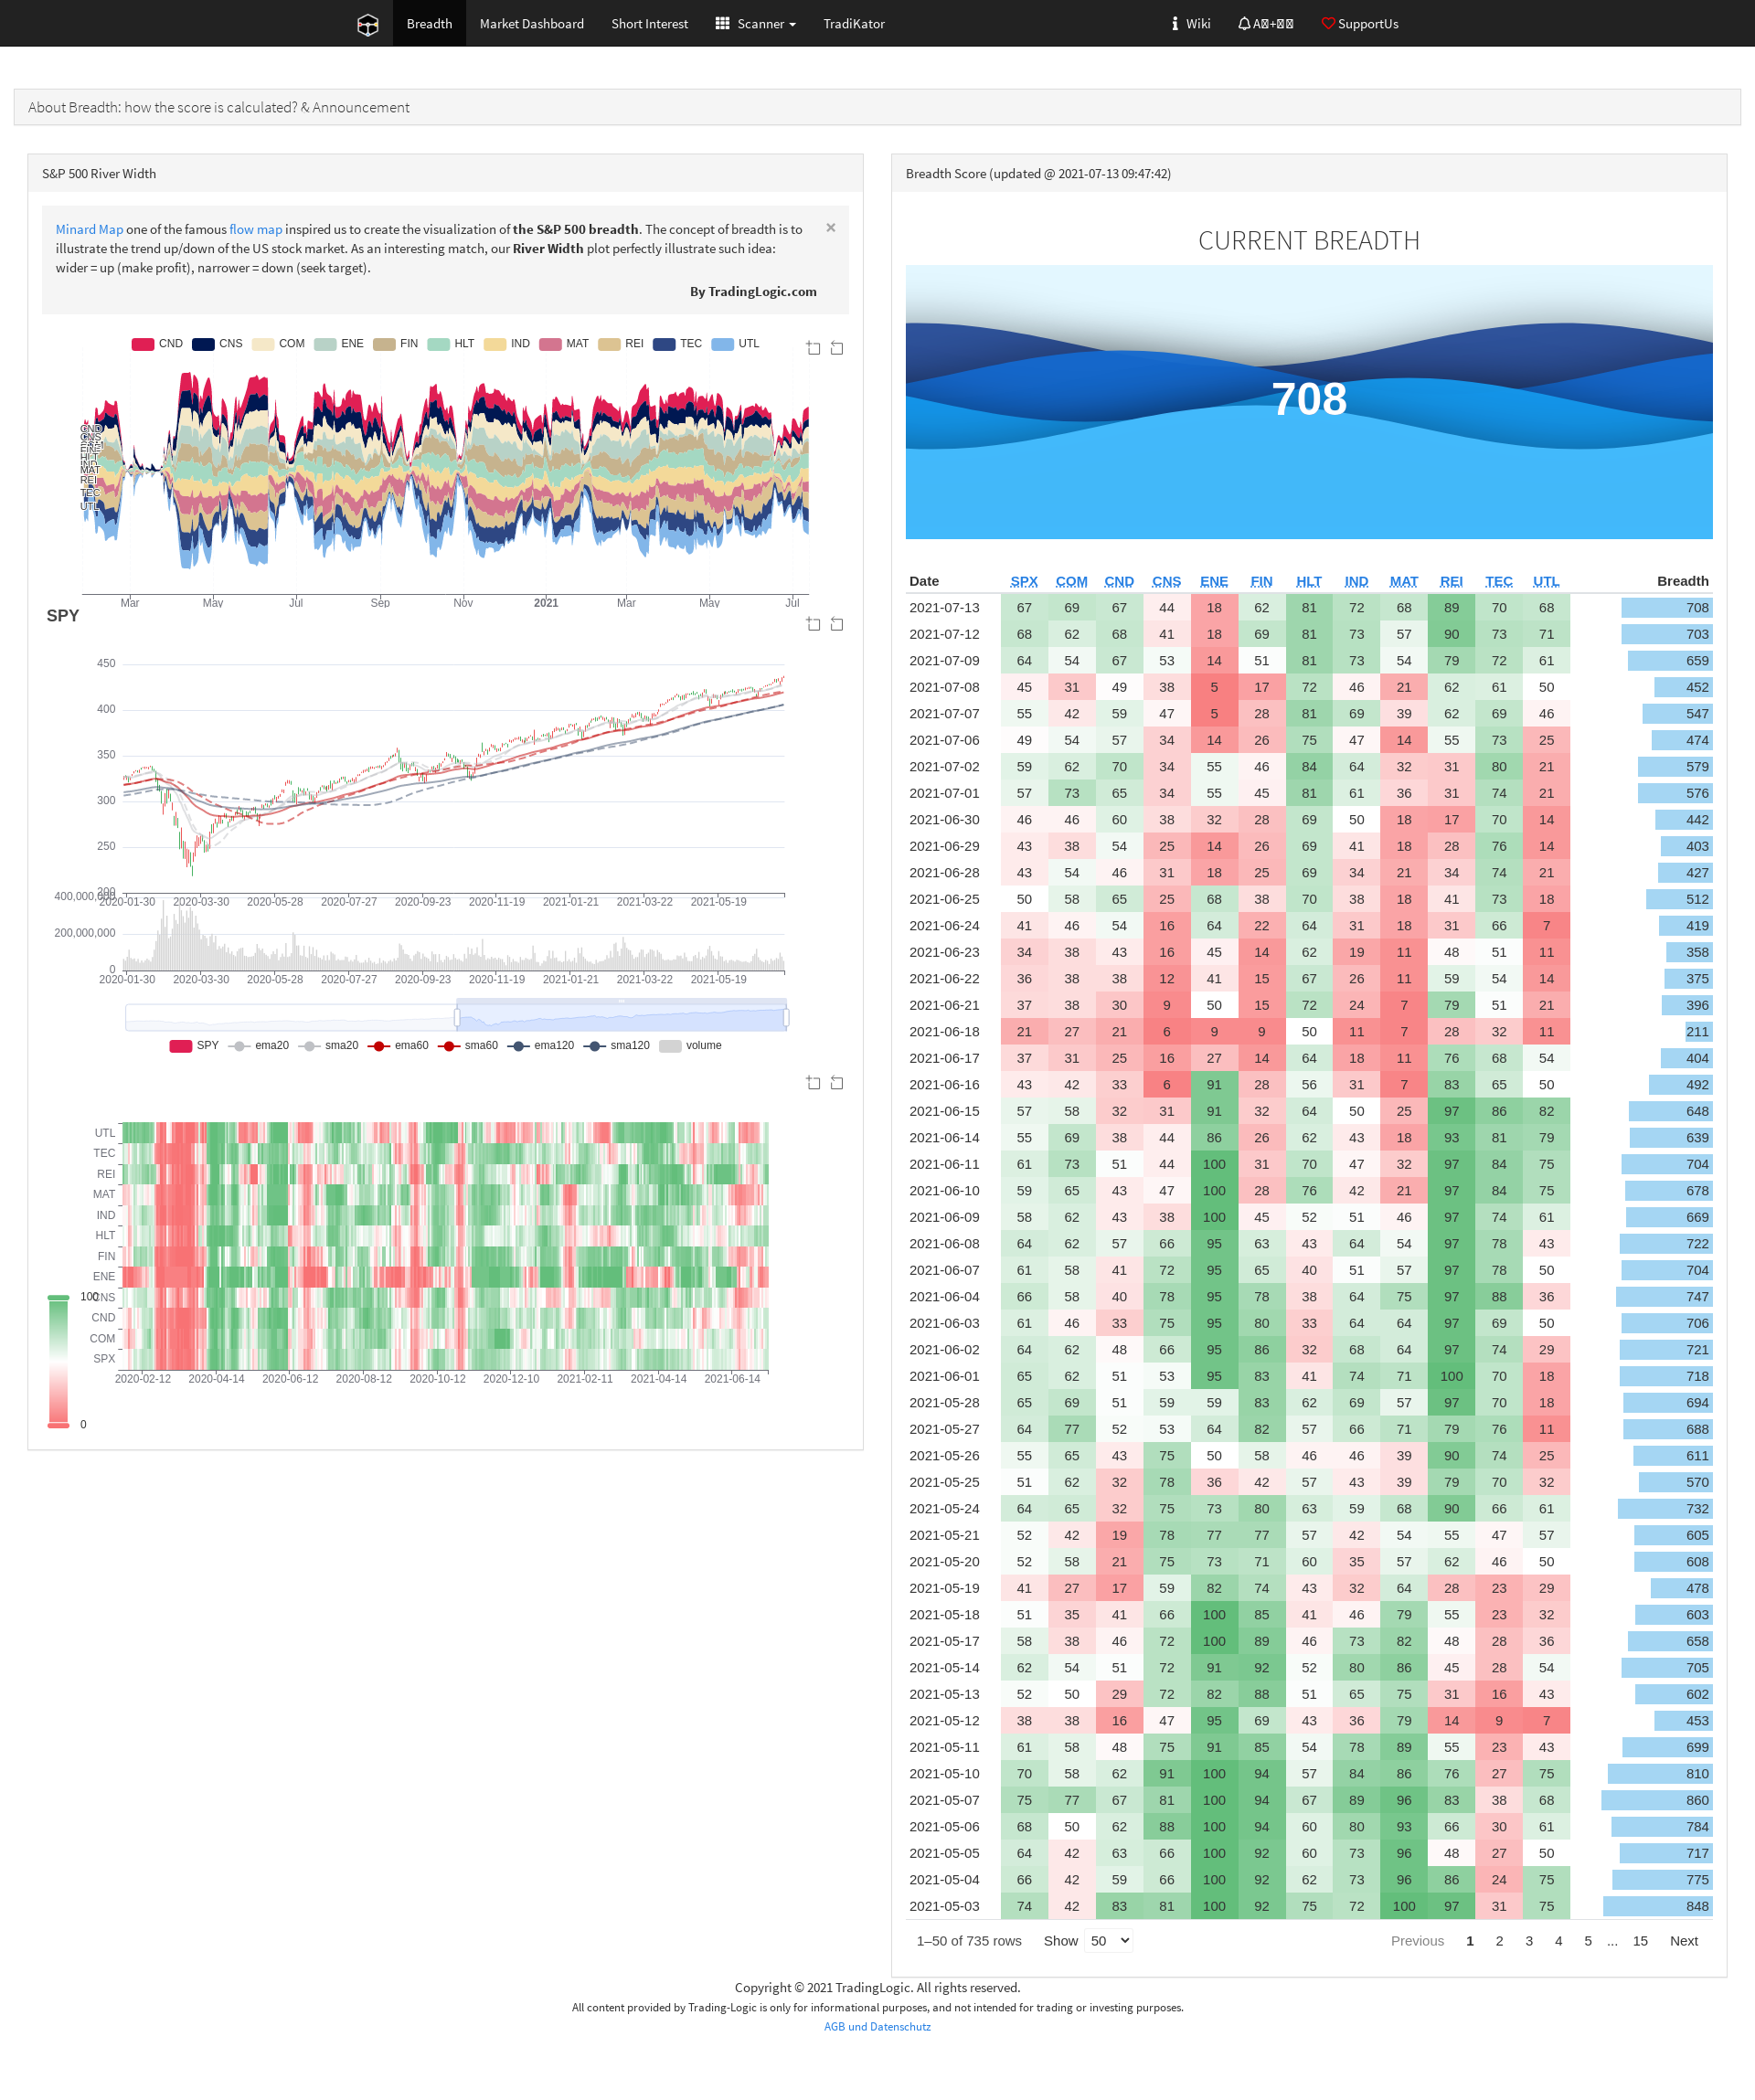 Breadth Market Dashboard Short Interest Scanner TradiKator Wiki SupportUs
About Breadth: how the score is calculated? & Announcement
S&P 500 River Width
Minard Map one of the famous flow map inspired us to create the visualization of the S&P 500 breadth. The concept of breadth is to ×
illustrate the trend up/down of the US stock market. As an interesting match, our River Width plot perfectly illustrate such idea:
wider = up (make profit), narrower = down (seek target).
By TradingLogic.com
CND CNS COM ENE FIN HLT IND MAT REI TEC UTL
CND
CNS
FIN
HLT
MAT
REI
TEC
UTL
Mar May Jul Sep Nov 2021 Mar May Jul
SPY
450
400
350
300
250
200
2020-01-30 2020-03-30 2020-05-28 2020-07-27 2020-09-23 2020-11-19 2021-01-21 2021-03-22 2021-05-19
400,000,000
200,000,000
0
2020-01-30 2020-03-30 2020-05-28 2020-07-27 2020-09-23 2020-11-19 2021-01-21 2021-03-22 2021-05-19
SPY ema20 sma20 ema60 sma60 ema120 sma120 volume
UTL
TEC
REI
MAT
IND
HLT
FIN
ENE
CNS
CND
COM
SPX
2020-02-12 2020-04-14 2020-06-12 2020-08-12 2020-10-12 2020-12-10 2021-02-11 2021-04-14 2021-06-14
100
0
Breadth Score (updated @ 2021-07-13 09:47:42)
CURRENT BREADTH
708
Date SPX COM CND CNS ENE FIN HLT IND MAT REI TEC UTL Breadth
2021-07-13 67 69 67 44 18 62 81 72 68 89 70 68 708
2021-07-12 68 62 68 41 18 69 81 73 57 90 73 71 703
2021-07-09 64 54 67 53 14 51 81 73 54 79 72 61 659
2021-07-08 45 31 49 38 5 17 72 46 21 62 61 50 452
2021-07-07 55 42 59 47 5 28 81 69 39 62 69 46 547
2021-07-06 49 54 57 34 14 26 75 47 14 55 73 25 474
2021-07-02 59 62 70 34 55 46 84 64 32 31 80 21 579
2021-07-01 57 73 65 34 55 45 81 61 36 31 74 21 576
2021-06-30 46 46 60 38 32 28 69 50 18 17 70 14 442
2021-06-29 43 38 54 25 14 26 69 41 18 28 76 14 403
2021-06-28 43 54 46 31 18 25 69 34 21 34 74 21 427
2021-06-25 50 58 65 25 68 38 70 38 18 41 73 18 512
2021-06-24 41 46 54 16 64 22 64 31 18 31 66 7 419
2021-06-23 34 38 43 16 45 14 62 19 11 48 51 11 358
2021-06-22 36 38 38 12 41 15 67 26 11 59 54 14 375
2021-06-21 37 38 30 9 50 15 72 24 7 79 51 21 396
2021-06-18 21 27 21 6 9 9 50 11 7 28 32 11 211
2021-06-17 37 31 25 16 27 14 64 18 11 76 68 54 404
2021-06-16 43 42 33 6 91 28 56 31 7 83 65 50 492
2021-06-15 57 58 32 31 91 32 64 50 25 97 86 82 648
2021-06-14 55 69 38 44 86 26 62 43 18 93 81 79 639
2021-06-11 61 73 51 44 100 31 70 47 32 97 84 75 704
2021-06-10 59 65 43 47 100 28 76 42 21 97 84 75 678
2021-06-09 58 62 43 38 100 45 52 51 46 97 74 61 669
2021-06-08 64 62 57 66 95 63 43 64 54 97 78 43 722
2021-06-07 61 58 41 72 95 65 40 51 57 97 78 50 704
2021-06-04 66 58 40 78 95 78 38 64 75 97 88 36 747
2021-06-03 61 46 33 75 95 80 33 64 64 97 69 50 706
2021-06-02 64 62 48 66 95 86 32 68 64 97 74 29 721
2021-06-01 65 62 51 53 95 83 41 74 71 100 70 18 718
2021-05-28 65 69 51 59 59 83 62 69 57 97 70 18 694
2021-05-27 64 77 52 53 64 82 57 66 71 79 76 11 688
2021-05-26 55 65 43 75 50 58 46 46 39 90 74 25 611
2021-05-25 51 62 32 78 36 42 57 43 39 79 70 32 570
2021-05-24 64 65 32 75 73 80 63 59 68 90 66 61 732
2021-05-21 52 42 19 78 77 77 57 42 54 55 47 57 605
2021-05-20 52 58 21 75 73 71 60 35 57 62 46 50 608
2021-05-19 41 27 17 59 82 74 43 32 64 28 23 29 478
2021-05-18 51 35 41 66 100 85 41 46 79 55 23 32 603
2021-05-17 58 38 46 72 100 89 46 73 82 48 28 36 658
2021-05-14 62 54 51 72 91 92 52 80 86 45 28 54 705
2021-05-13 52 50 29 72 82 88 51 65 75 31 16 43 602
2021-05-12 38 38 16 47 95 69 43 36 79 14 9 7 453
2021-05-11 61 58 48 75 91 85 54 78 89 55 23 43 699
2021-05-10 70 58 62 91 100 94 57 84 86 76 27 75 810
2021-05-07 75 77 67 81 100 94 67 89 96 83 38 68 860
2021-05-06 68 50 62 88 100 94 60 80 93 66 30 61 784
2021-05-05 64 42 63 66 100 92 60 73 96 48 27 50 717
2021-05-04 66 42 59 66 100 92 62 73 96 86 24 75 775
2021-05-03 74 42 83 81 100 92 75 72 100 97 31 75 848
1–50 of 735 rows Show 50 Previous 1 2 3 4 5 ... 15 Next
Copyright © 2021 TradingLogic. All rights reserved.
All content provided by Trading-Logic is only for informational purposes, and not intended for trading or investing purposes.
AGB und Datenschutz